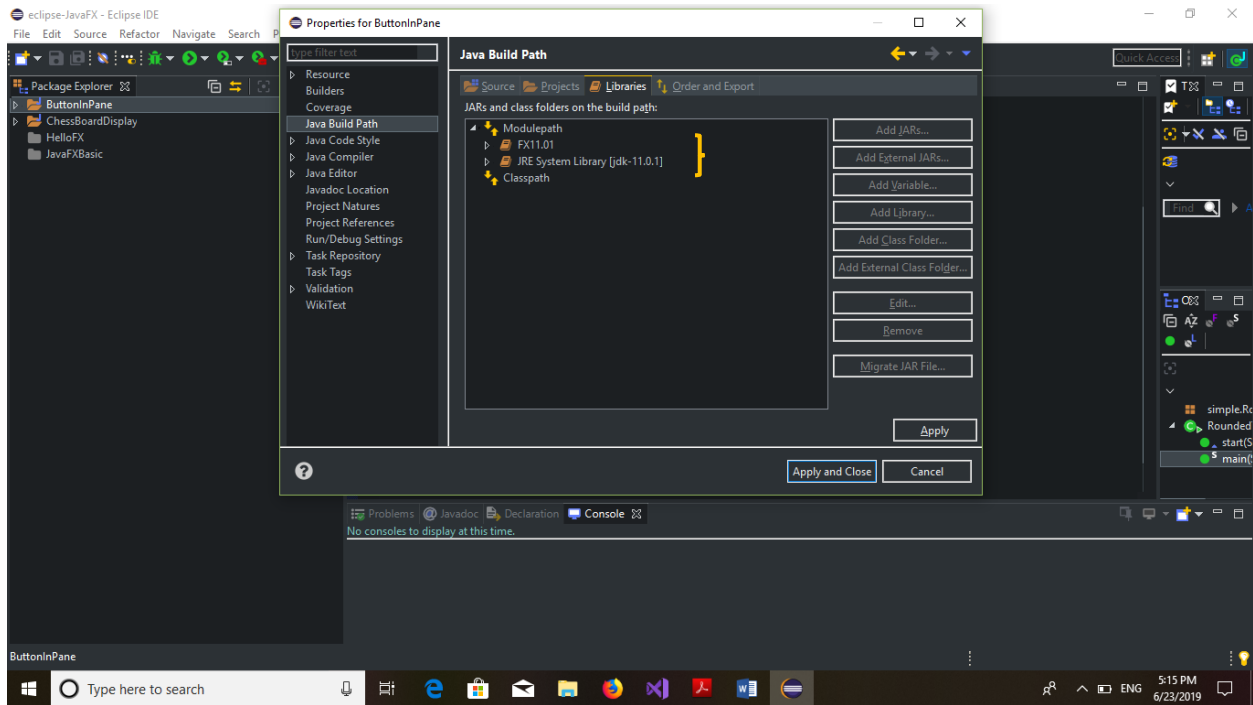 eclipse-JavaFX - Eclipse IDE
File Edit Source Refactor Navigate Search P
Quick Access
Package Explorer
ButtonInPane
ChessBoardDisplay
HelloFX
JavaFXBasic
Properties for ButtonInPane
type filter text
Resource
Builders
Coverage
Java Build Path
Java Code Style
Java Compiler
Java Editor
Javadoc Location
Project Natures
Project References
Run/Debug Settings
Task Repository
Task Tags
Validation
WikiText
Java Build Path
Source Projects Libraries Order and Export
JARs and class folders on the build path:
Modulepath
FX11.01
JRE System Library [jdk-11.0.1]
Classpath
Add JARs...
Add External JARs...
Add Variable...
Add Library...
Add Class Folder...
Add External Class Folder...
Edit...
Remove
Migrate JAR File...
Apply
Apply and Close
Cancel
Find
simple.Ro
Rounded
start(S
main(
Problems @ Javadoc Declaration Console
No consoles to display at this time.
ButtonInPane
Type here to search
ENG
5:15 PM
6/23/2019